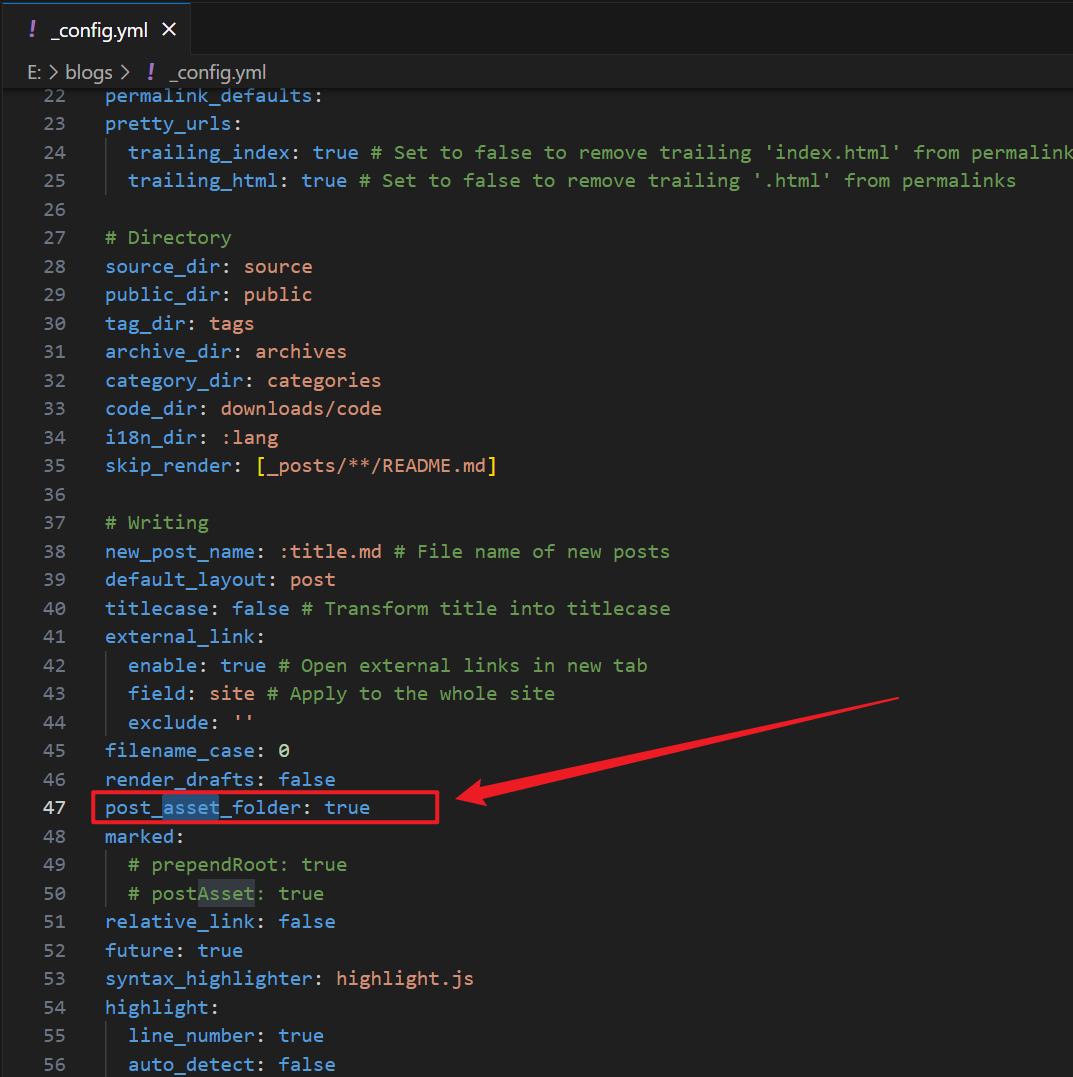 ! _config.yml ×
E: > blogs > ! _config.yml
22 permalink_defaults:
23 pretty_urls:
24   trailing_index: true # Set to false to remove trailing 'index.html' from permalink
25   trailing_html: true # Set to false to remove trailing '.html' from permalinks
26
27 # Directory
28 source_dir: source
29 public_dir: public
30 tag_dir: tags
31 archive_dir: archives
32 category_dir: categories
33 code_dir: downloads/code
34 i18n_dir: :lang
35 skip_render: [_posts/**/README.md]
36
37 # Writing
38 new_post_name: :title.md # File name of new posts
39 default_layout: post
40 titlecase: false # Transform title into titlecase
41 external_link:
42   enable: true # Open external links in new tab
43   field: site # Apply to the whole site
44   exclude: ''
45 filename_case: 0
46 render_drafts: false
47 post_asset_folder: true
48 marked:
49   # prependRoot: true
50   # postAsset: true
51 relative_link: false
52 future: true
53 syntax_highlighter: highlight.js
54 highlight:
55   line_number: true
56   auto_detect: false